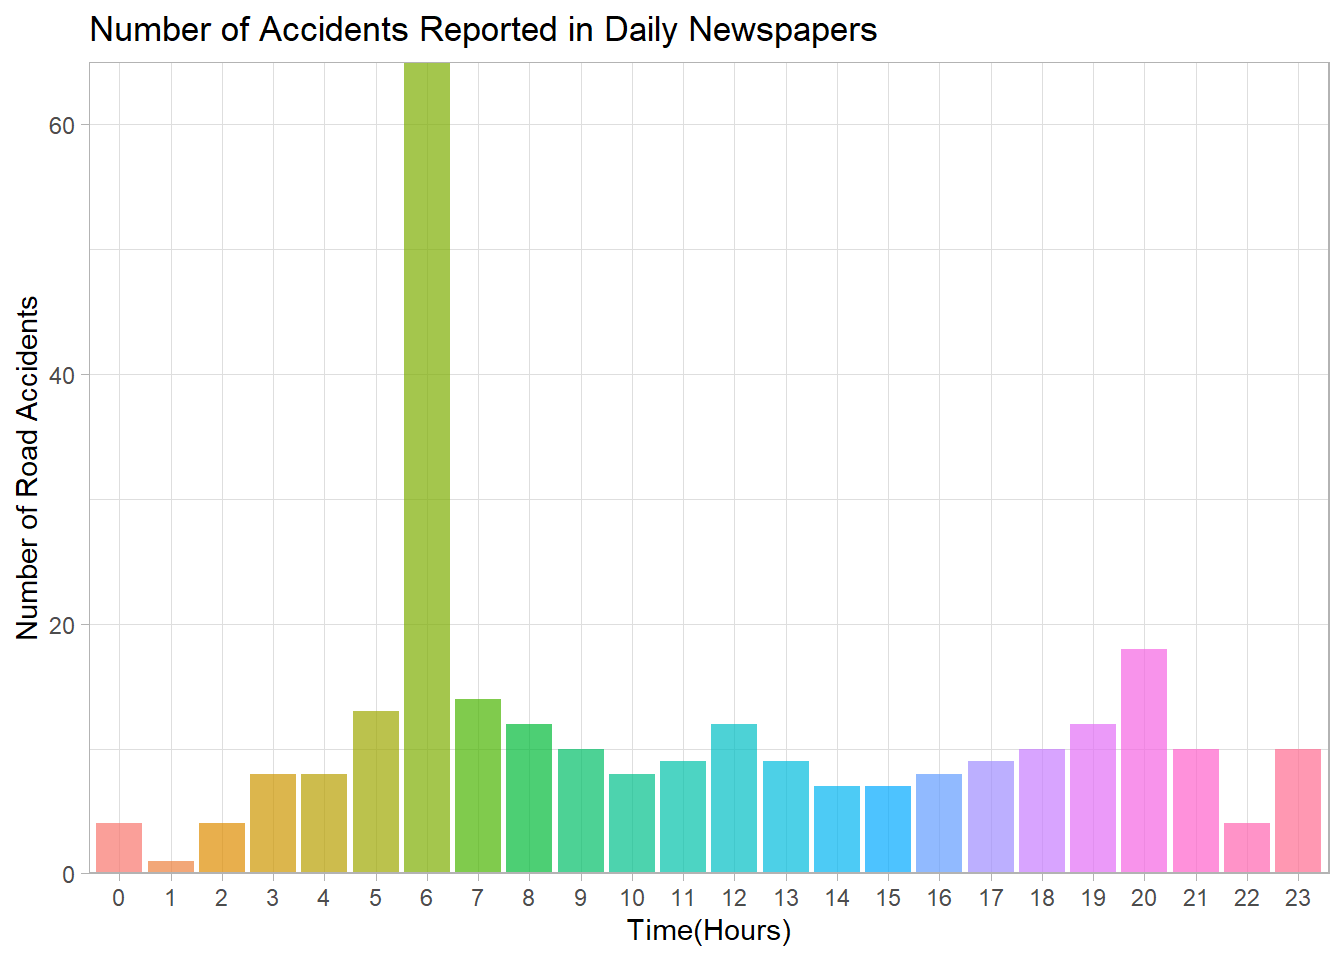 Number of Accidents Reported in Daily Newspapers
Number of Road Accidents
60
40
20
0
0 1 2 3 4 5 6 7 8 9 10 11 12 13 14 15 16 17 18 19 20 21 22 23
Time(Hours)